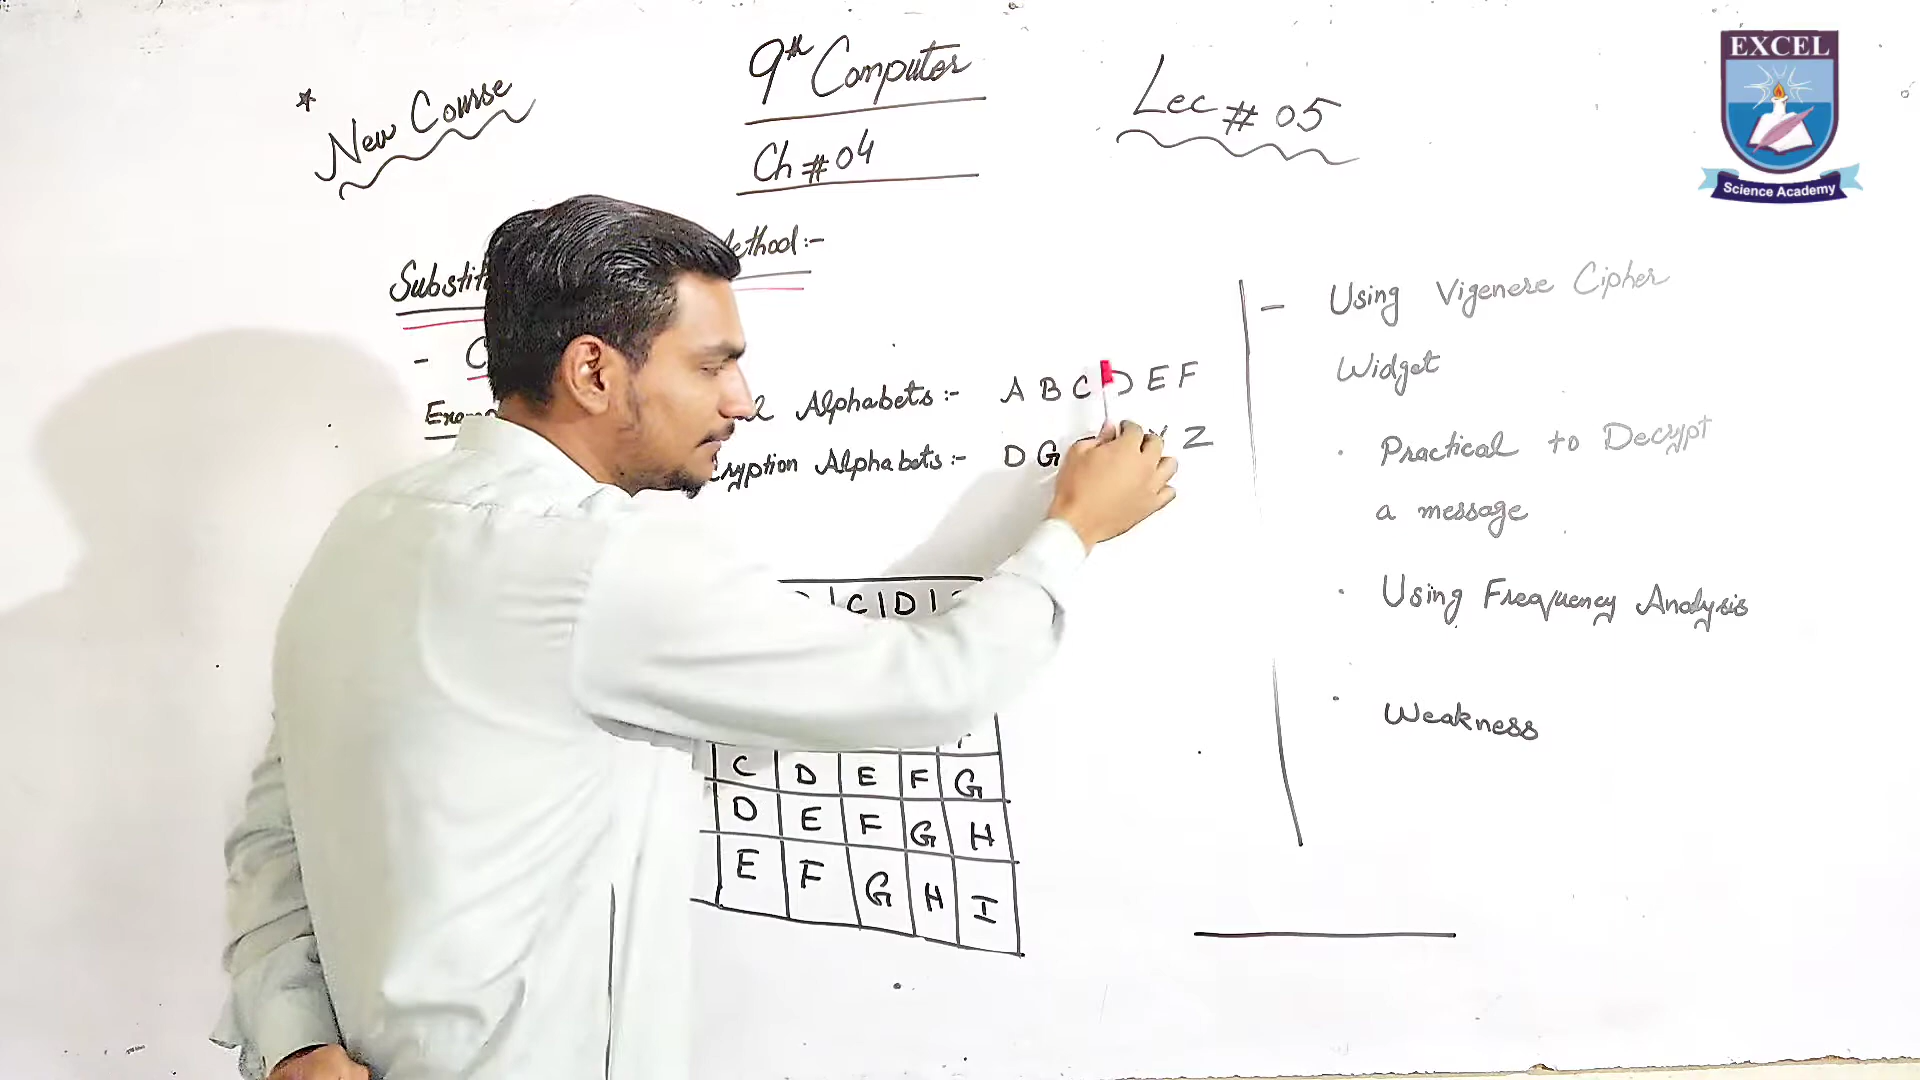 * New Course
9th Computer
Ch # 04
Lec # 05
EXCEL
Science Academy
Substit
Method:-
- C
Alphabets:- A B C D E F
Alphabets:- D G Z
- Using Vigenere Cipher
Widget
. Practical to Decrypt
a message
. Using Frequency Analysis
. Weakness
C D
C D E F G
D E F G H
E F G H I